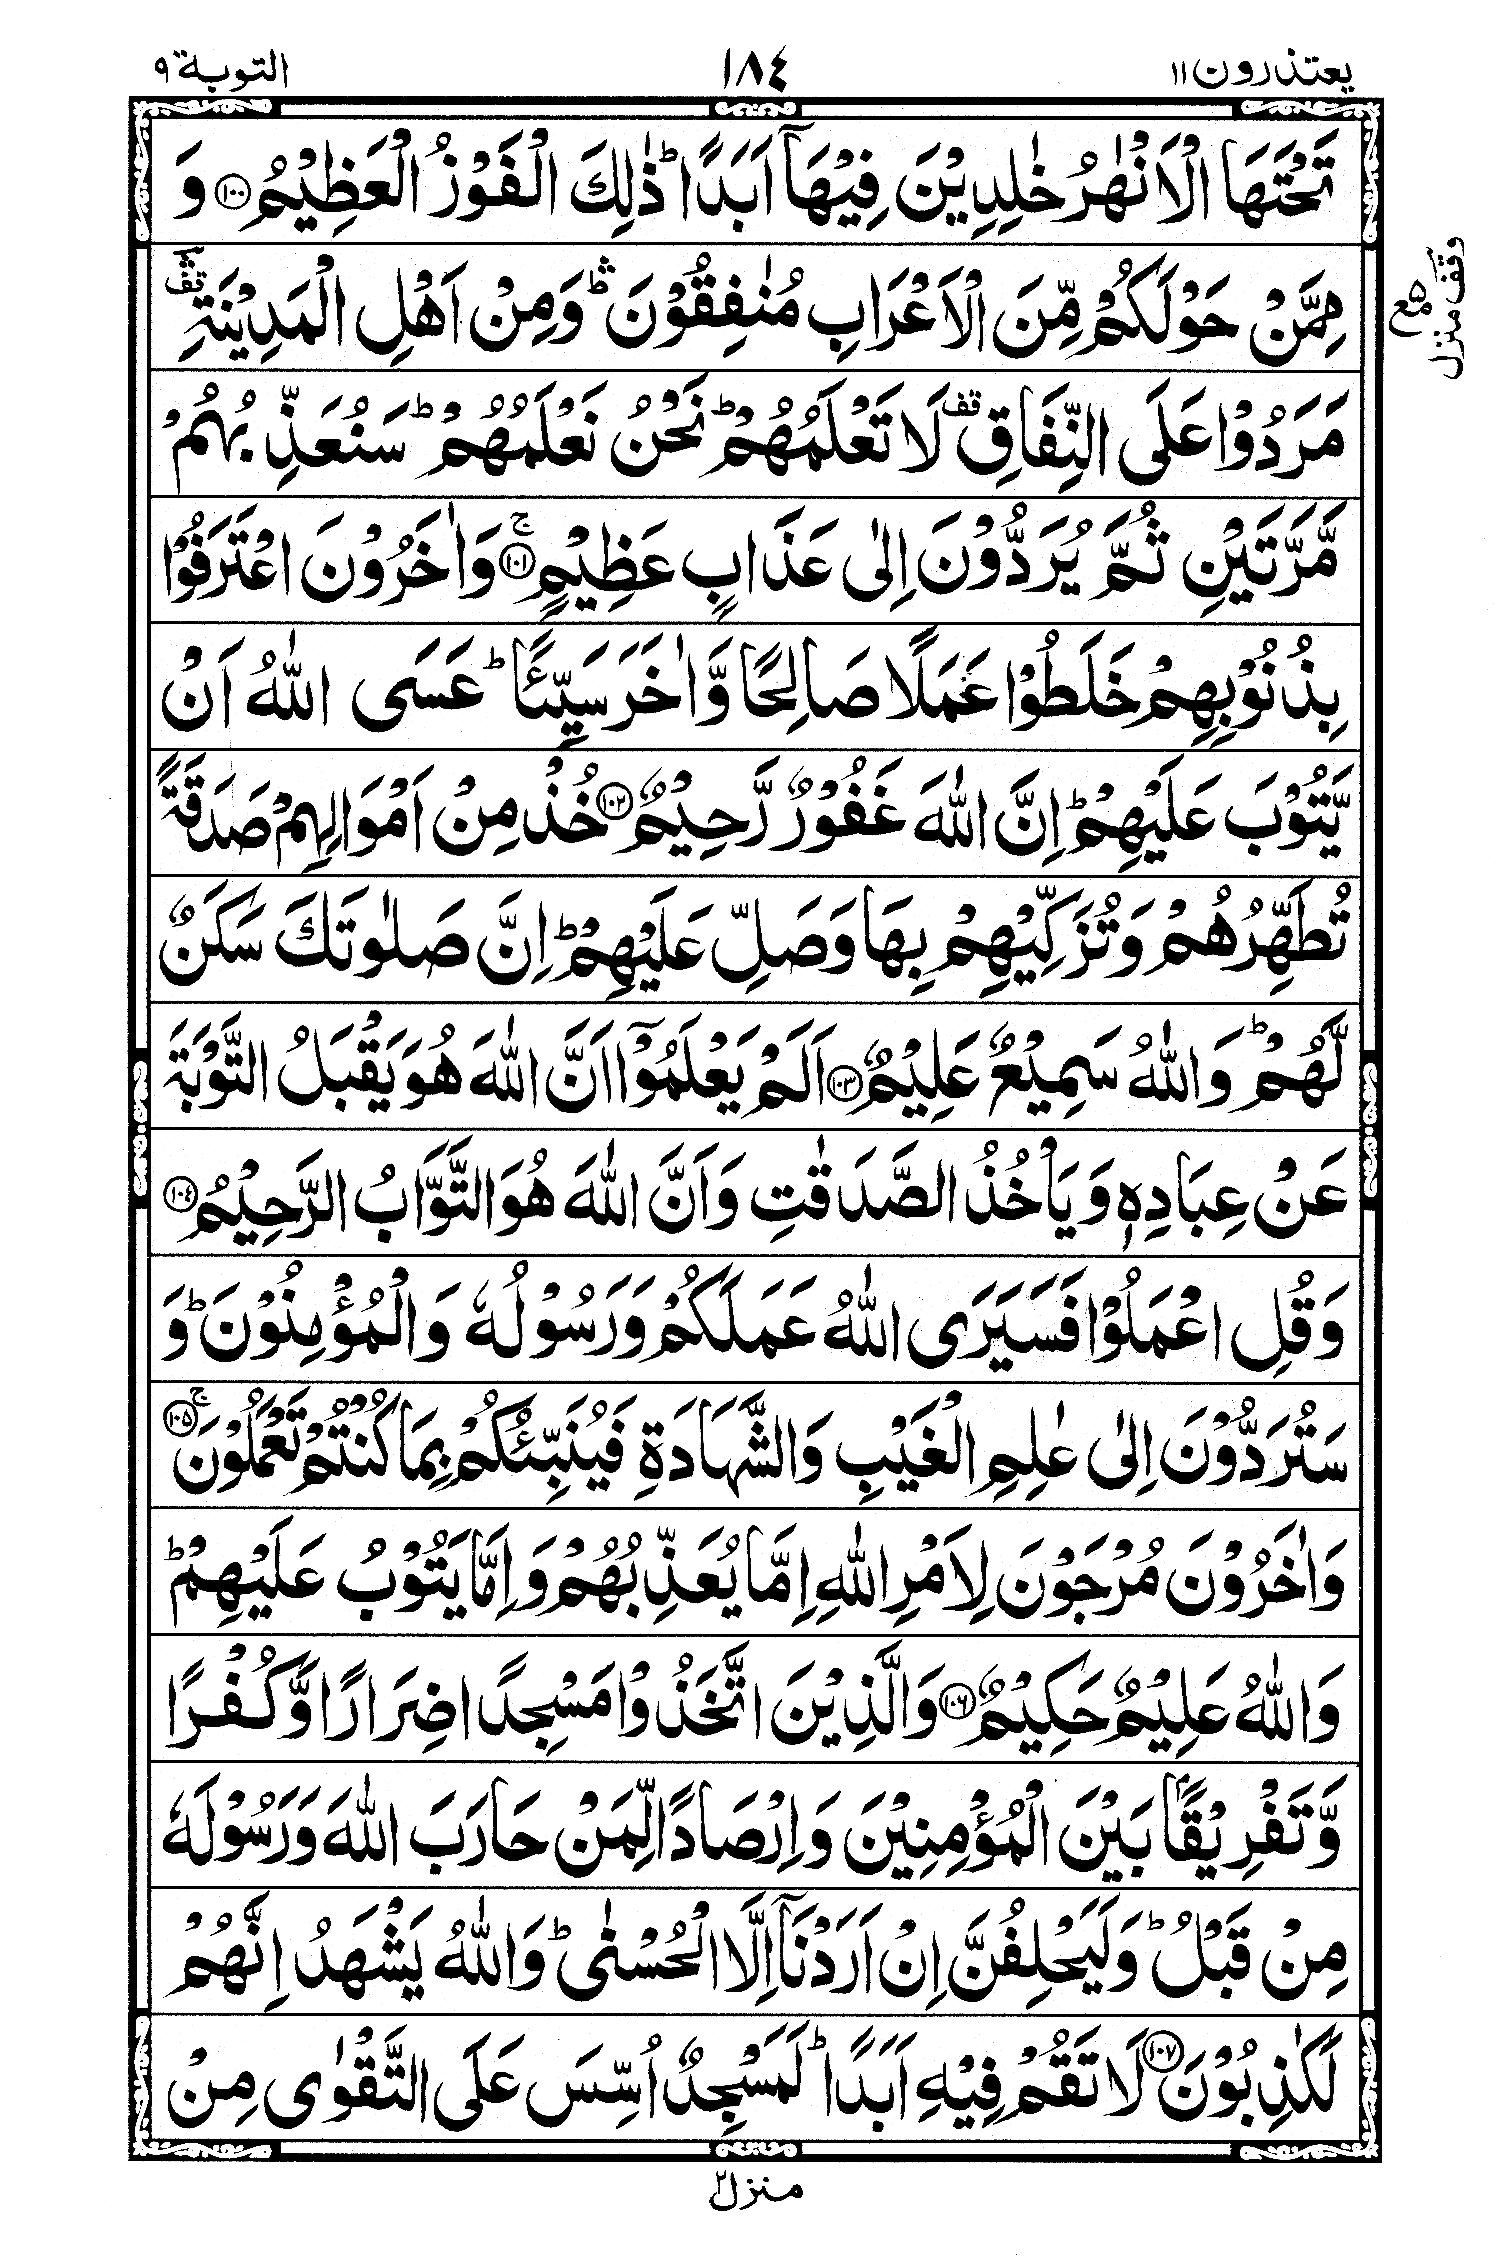 يعتذرون ١١ ١٨٤ التوبة ٩
تَحْتَهَا الْاَنْهٰرُ خٰلِدِيْنَ فِيْهَاۤ اَبَدًا ؕ ذٰلِكَ الْفَوْزُ الْعَظِيْمُ ﴿۱۰۰﴾ وَ
مِمَّنْ حَوْلَكُمْ مِّنَ الْاَعْرَابِ مُنٰفِقُوْنَ ؕۛ وَمِنْ اَهْلِ الْمَدِيْنَةِ ؔۛ قف
مَرَدُوْا عَلَى النِّفَاقِ قف لَا تَعْلَمُهُمْ ؕ نَحْنُ نَعْلَمُهُمْ ؕ سَنُعَذِّبُهُمْ
مَّرَّتَيْنِ ثُمَّ يُرَدُّوْنَ اِلٰى عَذَابٍ عَظِيْمٍ ﴿۱۰۱﴾ ۚ وَاٰخَرُوْنَ اعْتَرَفُوْا
بِذُنُوْبِهِمْ خَلَطُوْا عَمَلًا صَالِحًا وَّاٰخَرَ سَيِّئًا ؕ عَسَى اللّٰهُ اَنْ
يَّتُوْبَ عَلَيْهِمْ ؕ اِنَّ اللّٰهَ غَفُوْرٌ رَّحِيْمٌ ﴿۱۰۲﴾ خُذْ مِنْ اَمْوَالِهِمْ صَدَقَةً
تُطَهِّرُهُمْ وَتُزَكِّيْهِمْ بِهَا وَصَلِّ عَلَيْهِمْ ؕ اِنَّ صَلٰوتَكَ سَكَنٌ
لَّهُمْ ؕ وَاللّٰهُ سَمِيْعٌ عَلِيْمٌ ﴿۱۰۳﴾ اَلَمْ يَعْلَمُوْۤا اَنَّ اللّٰهَ هُوَ يَقْبَلُ التَّوْبَةَ
عَنْ عِبَادِهٖ وَيَاْخُذُ الصَّدَقٰتِ وَاَنَّ اللّٰهَ هُوَ التَّوَّابُ الرَّحِيْمُ ﴿۱۰۴﴾
وَقُلِ اعْمَلُوْا فَسَيَرَى اللّٰهُ عَمَلَكُمْ وَرَسُوْلُهٗ وَالْمُؤْمِنُوْنَ ؕ وَ
سَتُرَدُّوْنَ اِلٰى عٰلِمِ الْغَيْبِ وَالشَّهَادَةِ فَيُنَبِّئُكُمْ بِمَا كُنْتُمْ تَعْمَلُوْنَ ﴿۱۰۵﴾ ۚ
وَاٰخَرُوْنَ مُرْجَوْنَ لِاَمْرِ اللّٰهِ اِمَّا يُعَذِّبُهُمْ وَاِمَّا يَتُوْبُ عَلَيْهِمْ ؕ
وَاللّٰهُ عَلِيْمٌ حَكِيْمٌ ﴿۱۰۶﴾ وَالَّذِيْنَ اتَّخَذُوْا مَسْجِدًا ضِرَارًا وَّكُفْرًا
وَّتَفْرِيْقًۢا بَيْنَ الْمُؤْمِنِيْنَ وَاِرْصَادًا لِّمَنْ حَارَبَ اللّٰهَ وَرَسُوْلَهٗ
مِنْ قَبْلُ ؕ وَلَيَحْلِفُنَّ اِنْ اَرَدْنَاۤ اِلَّا الْحُسْنٰى ؕ وَاللّٰهُ يَشْهَدُ اِنَّهُمْ
لَكٰذِبُوْنَ ﴿۱۰۷﴾ لَا تَقُمْ فِيْهِ اَبَدًا ؕ لَمَسْجِدٌ اُسِّسَ عَلَى التَّقْوٰى مِنْ
وقف منزل
منزل ٢